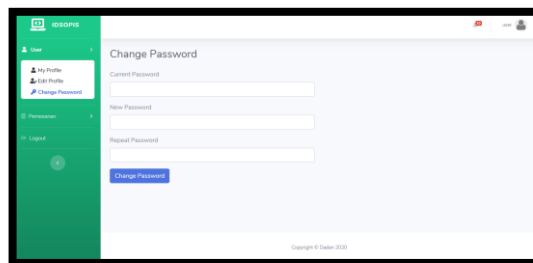 IDSOPIS
user
User
My Profile
Edit Profile
Change Password
Pemesanan
Logout
Change Password
Current Password
New Password
Repeat Password
Change Password
Copyright © Dadan 2020